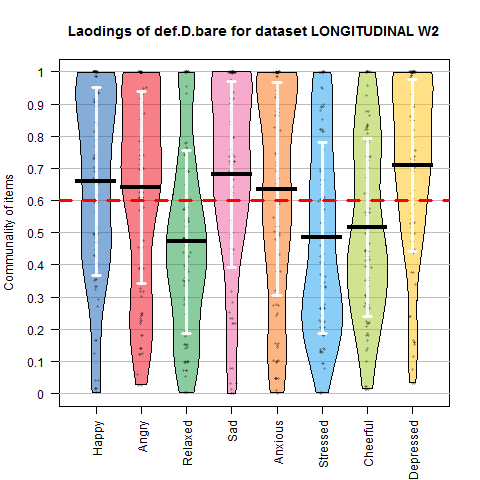 Laodings of def.D.bare for dataset LONGITUDINAL W2
Communality of items
1
0.9
0.8
0.7
0.6
0.5
0.4
0.3
0.2
0.1
0
Happy
Angry
Relaxed
Sad
Anxious
Stressed
Cheerful
Depressed